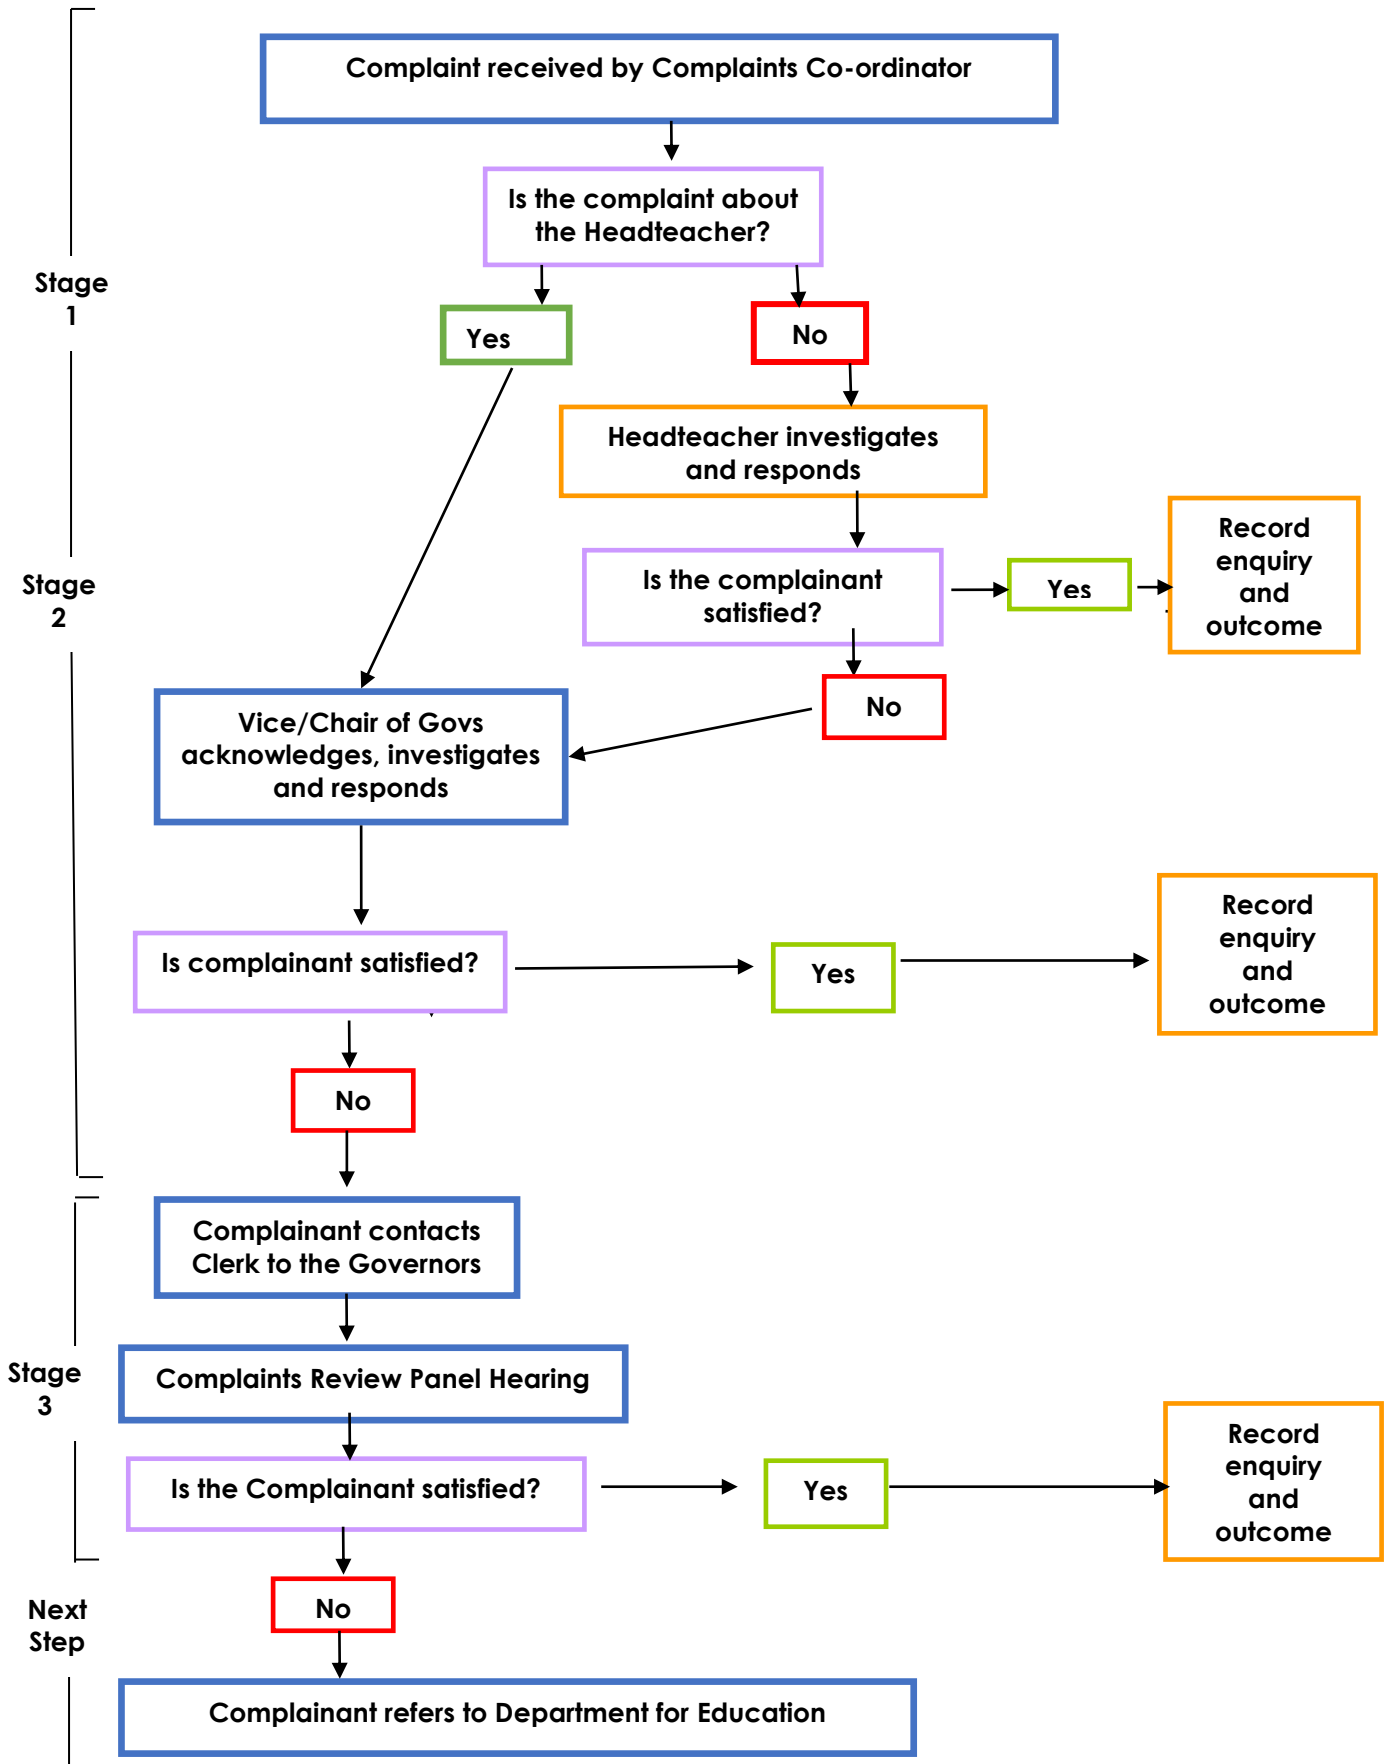 Complaint received by Complaints Co-ordinator
Is the complaint about
the Headteacher?
Stage
1
Yes
No
Headteacher investigates
and responds
Stage
2
Is the complainant
satisfied?
Yes
Record
enquiry
and
outcome
No
Vice/Chair of Govs
acknowledges, investigates
and responds
Is complainant satisfied?
Yes
Record
enquiry
and
outcome
No
Complainant contacts
Clerk to the Governors
Stage
3
Complaints Review Panel Hearing
Is the Complainant satisfied?
Yes
Record
enquiry
and
outcome
Next
Step
No
Complainant refers to Department for Education